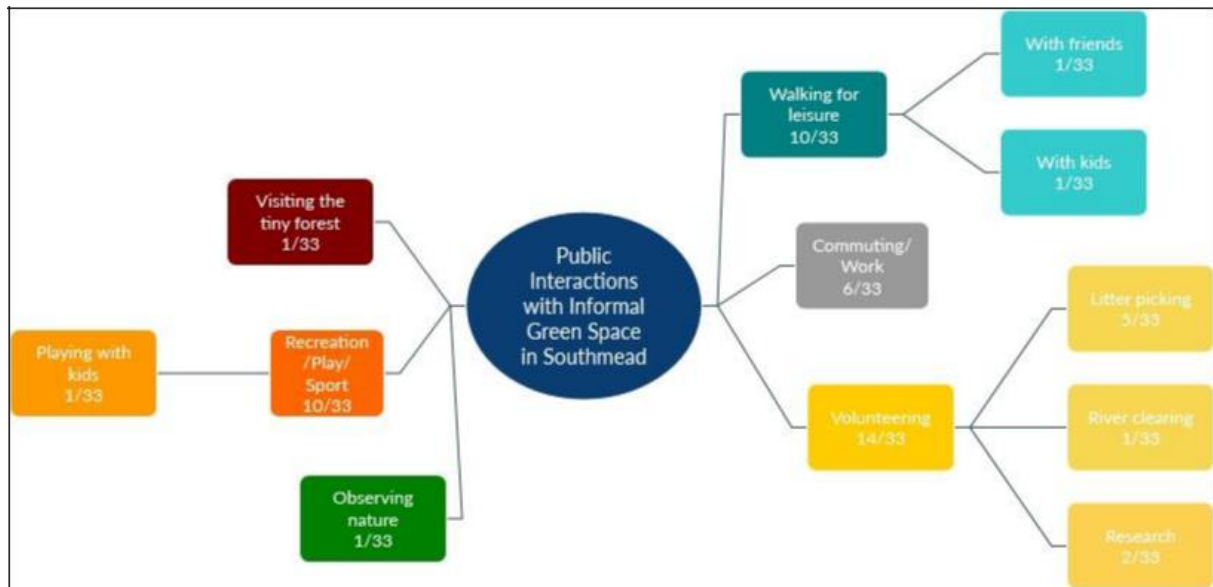 Public
Interactions
with Informal
Green Space
in Southmead
Visiting the
tiny forest
1/33
Recreation
/Play/
Sport
10/33
Playing with
kids
1/33
Observing
nature
1/33
Walking for
leisure
10/33
With friends
1/33
With kids
1/33
Commuting/
Work
6/33
Volunteering
14/33
Litter picking
5/33
River clearing
1/33
Research
2/33